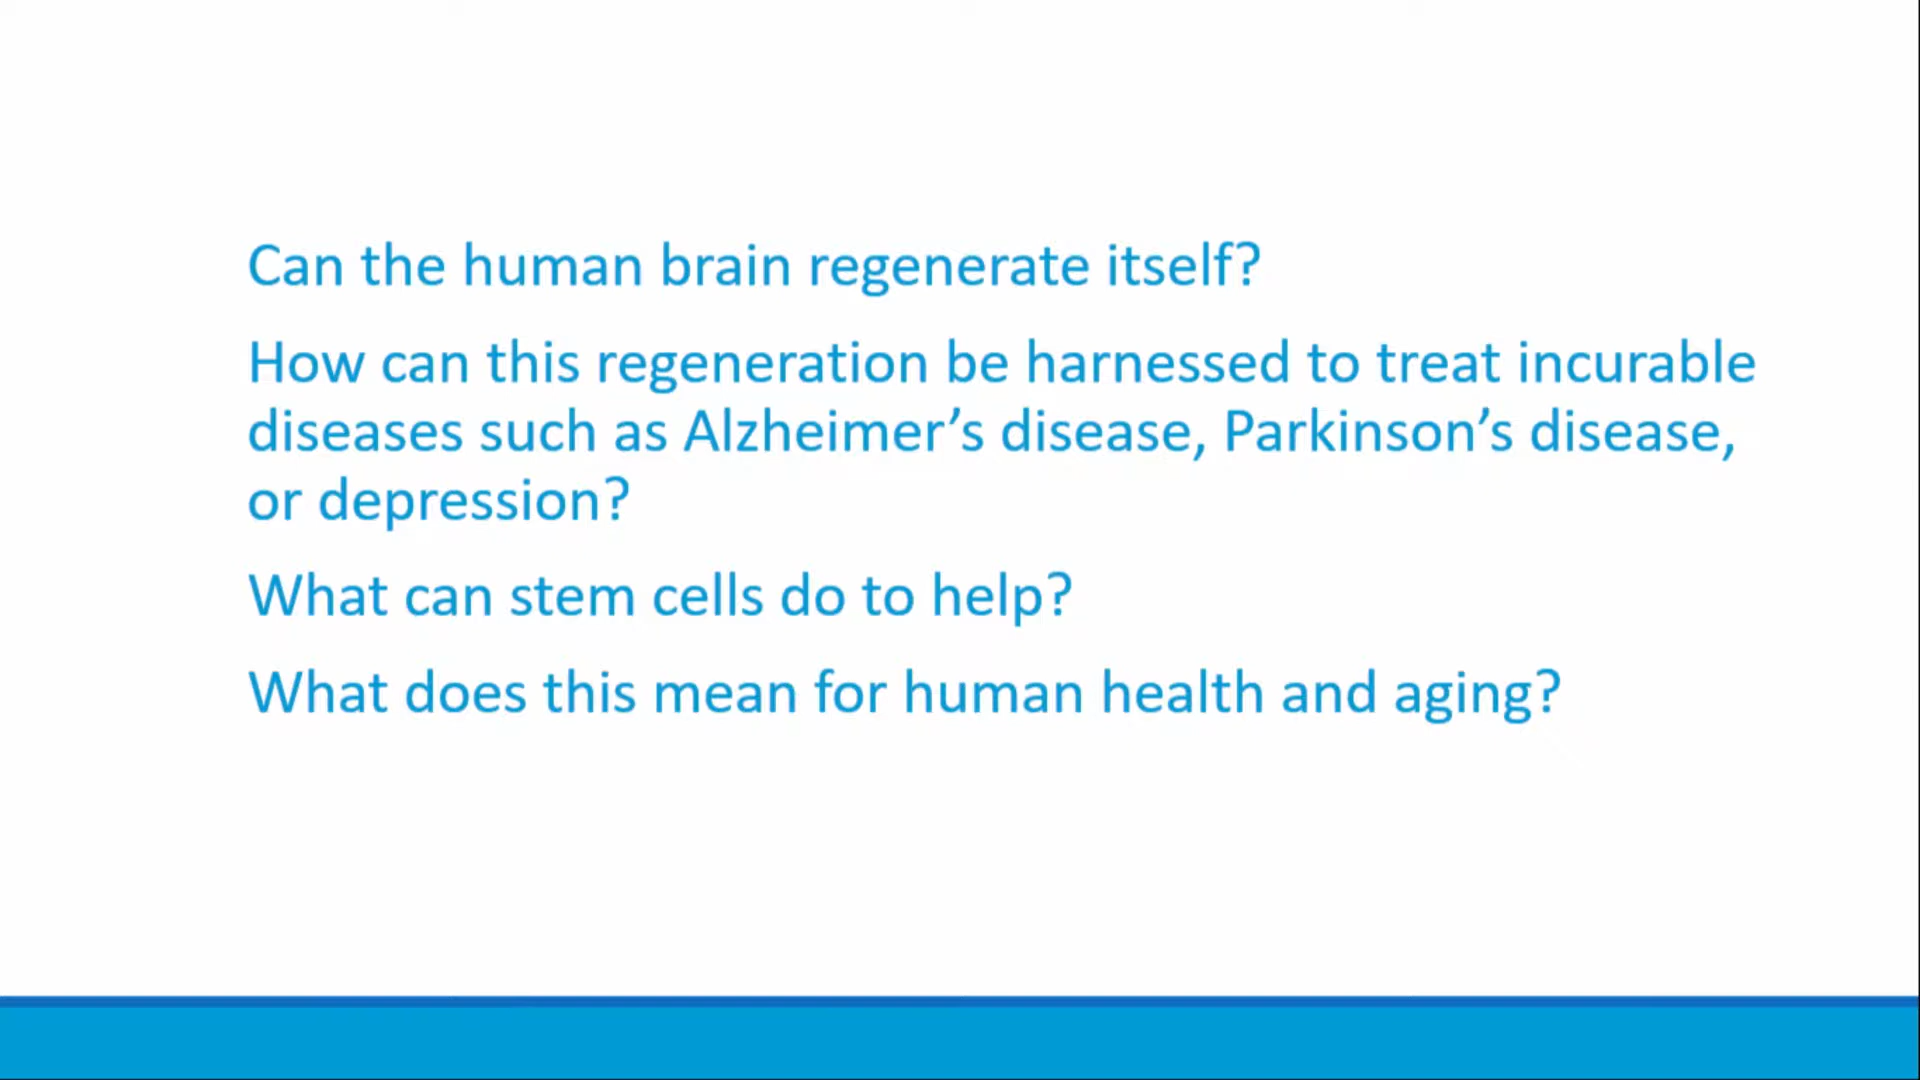 Can the human brain regenerate itself?
How can this regeneration be harnessed to treat incurable
diseases such as Alzheimer’s disease, Parkinson’s disease,
or depression?
What can stem cells do to help?
What does this mean for human health and aging?